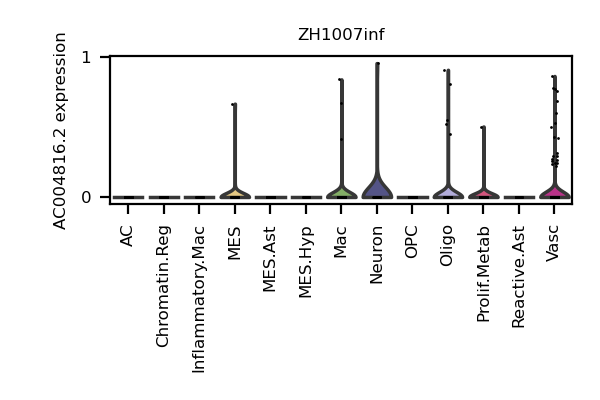 ZH1007inf
AC004816.2 expression
1
0
AC
Chromatin.Reg
Inflammatory.Mac
MES
MES.Ast
MES.Hyp
Mac
Neuron
OPC
Oligo
Prolif.Metab
Reactive.Ast
Vasc